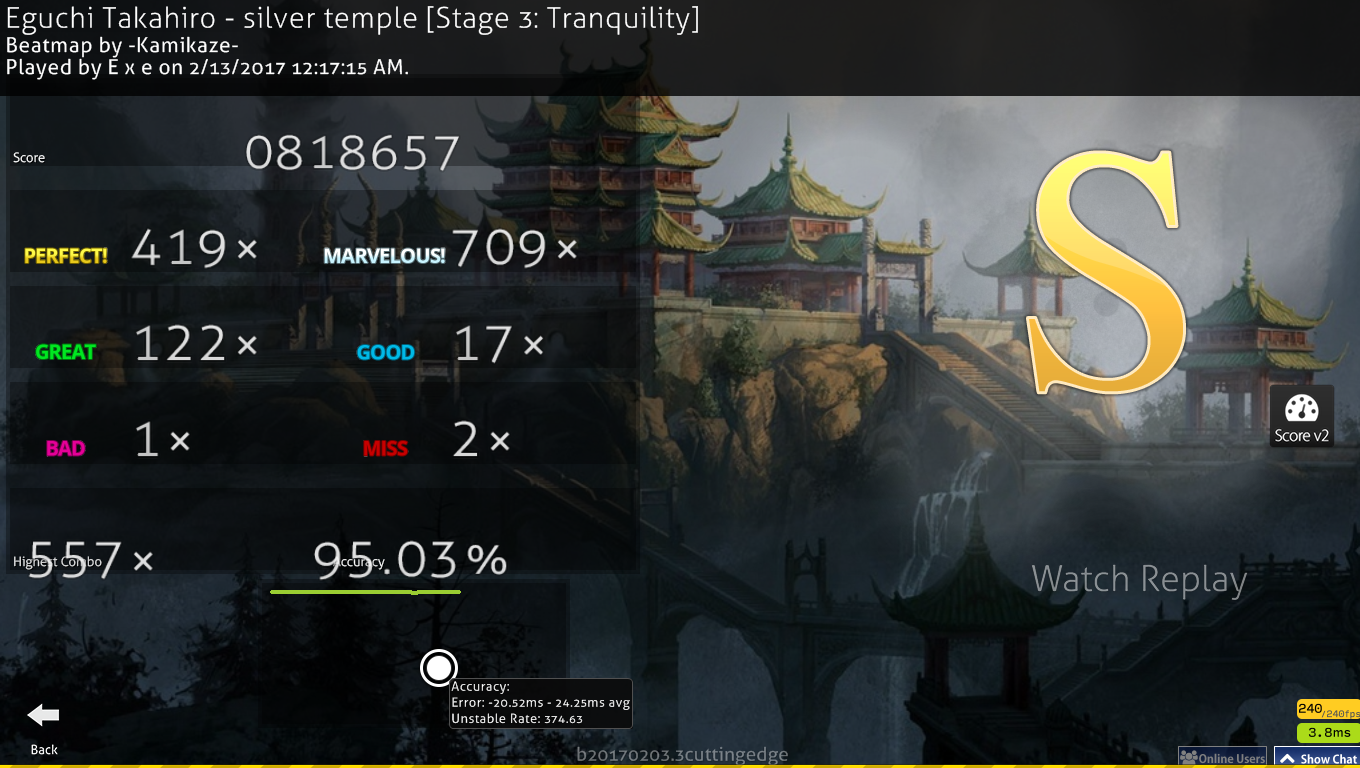 Eguchi Takahiro - silver temple [Stage 3: Tranquility]
Beatmap by -Kamikaze-
Played by E x e on 2/13/2017 12:17:15 AM.
Score 0818657
PERFECT! 419× MARVELOUS! 709×
GREAT 122× GOOD 17×
BAD 1× MISS 2×
Highest Combo 557× Accuracy 95.03%
S
Score v2
Watch Replay
Accuracy:
Error: -20.52ms - 24.25ms avg
Unstable Rate: 374.63
Back
b20170203.3cuttingedge
240/240fps
3.8ms
Online Users Show Chat